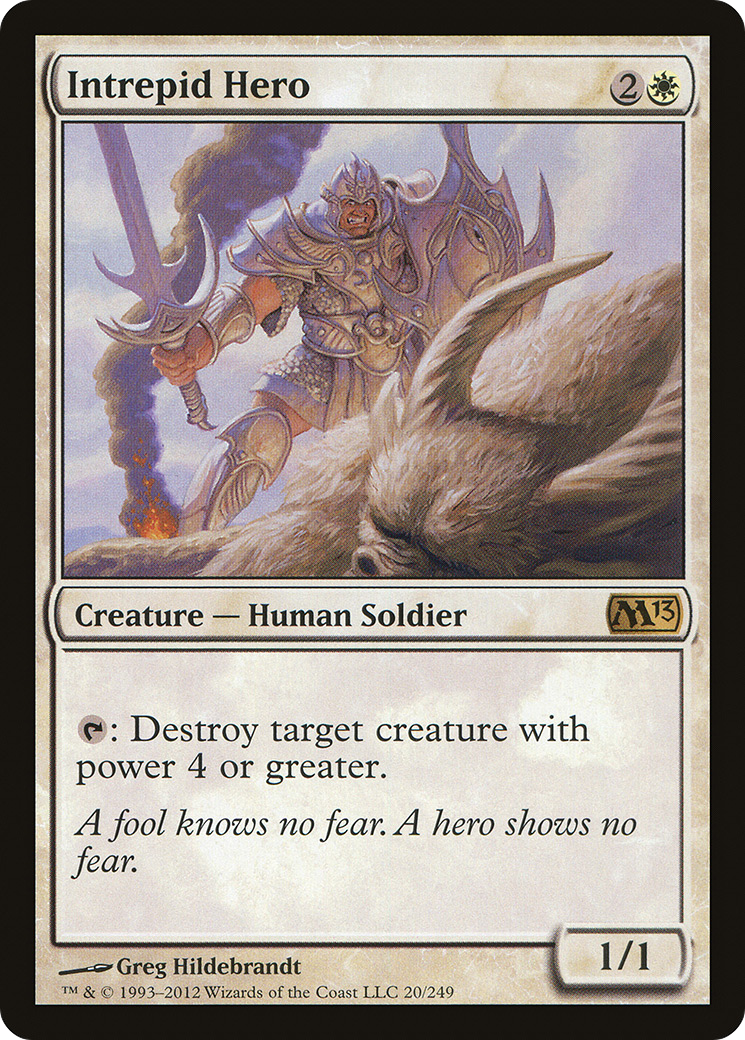 Intrepid Hero 2
Creature — Human Soldier M13
: Destroy target creature with
power 4 or greater.
A fool knows no fear. A hero shows no
fear.
1/1
Greg Hildebrandt
™ & © 1993–2012 Wizards of the Coast LLC 20/249